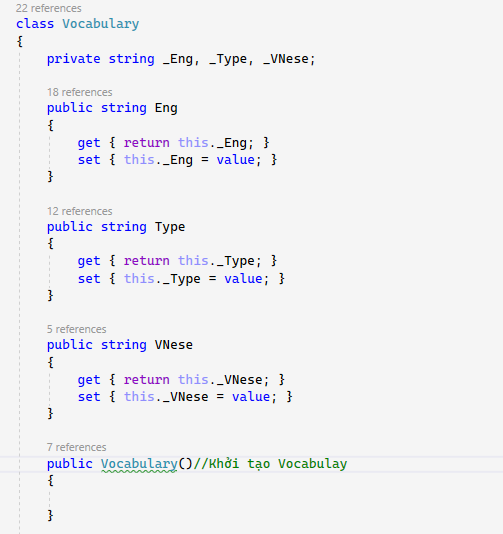 22 references
class Vocabulary
{
private string _Eng, _Type, _VNese;
18 references
public string Eng
{
get { return this._Eng; }
set { this._Eng = value; }
}
12 references
public string Type
{
get { return this._Type; }
set { this._Type = value; }
}
5 references
public string VNese
{
get { return this._VNese; }
set { this._VNese = value; }
}
7 references
public Vocabulary()//Khởi tạo Vocabulay
{
}